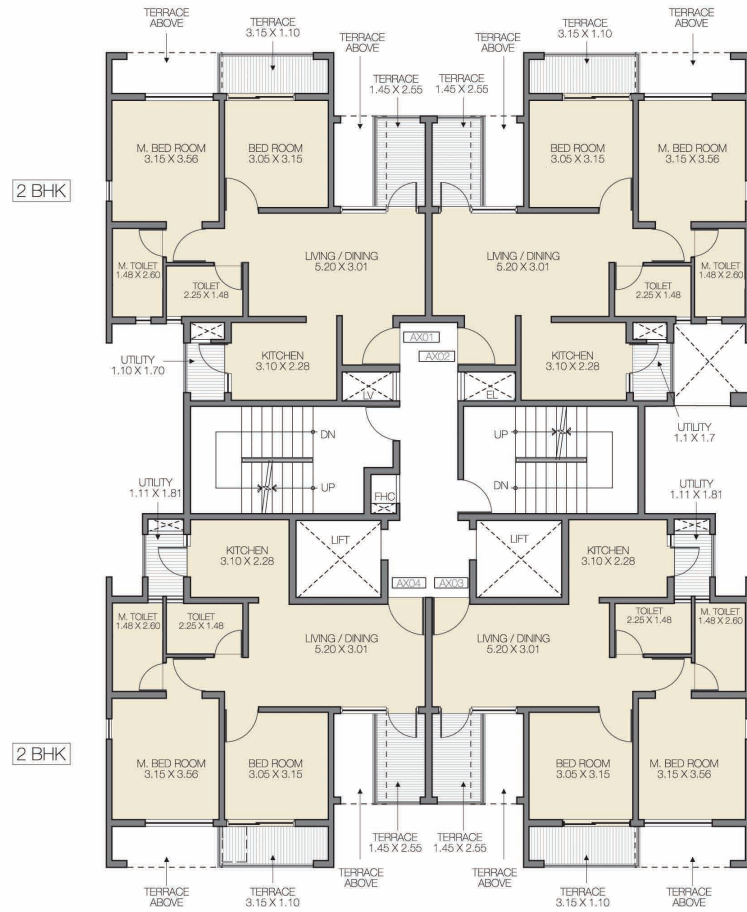 TERRACE
ABOVE
TERRACE
3.15 X 1.10
TERRACE
ABOVE
TERRACE
ABOVE
TERRACE
3.15 X 1.10
TERRACE
ABOVE
TERRACE
1.45 X 2.55
TERRACE
1.45 X 2.55
2 BHK
M. BED ROOM
3.15 X 3.56
BED ROOM
3.05 X 3.15
BED ROOM
3.05 X 3.15
M. BED ROOM
3.15 X 3.56
M. TOILET
1.48 X 2.60
TOILET
2.25 X 1.48
LIVING / DINING
5.20 X 3.01
LIVING / DINING
5.20 X 3.01
TOILET
2.25 X 1.48
M. TOILET
1.48 X 2.60
UTILITY
1.10 X 1.70
KITCHEN
3.10 X 2.28
AX01
AX02
KITCHEN
3.10 X 2.28
UTILITY
1.1 X 1.7
LV
EL
DN
UP
UP
DN
FHC
UTILITY
1.11 X 1.81
UTILITY
1.11 X 1.81
KITCHEN
3.10 X 2.28
LIFT
LIFT
KITCHEN
3.10 X 2.28
AX04
AX03
M. TOILET
1.48 X 2.60
TOILET
2.25 X 1.48
LIVING / DINING
5.20 X 3.01
LIVING / DINING
5.20 X 3.01
TOILET
2.25 X 1.48
M. TOILET
1.48 X 2.60
2 BHK
M. BED ROOM
3.15 X 3.56
BED ROOM
3.05 X 3.15
BED ROOM
3.05 X 3.15
M. BED ROOM
3.15 X 3.56
TERRACE
1.45 X 2.55
TERRACE
1.45 X 2.55
TERRACE
ABOVE
TERRACE
3.15 X 1.10
TERRACE
ABOVE
TERRACE
ABOVE
TERRACE
3.15 X 1.10
TERRACE
ABOVE